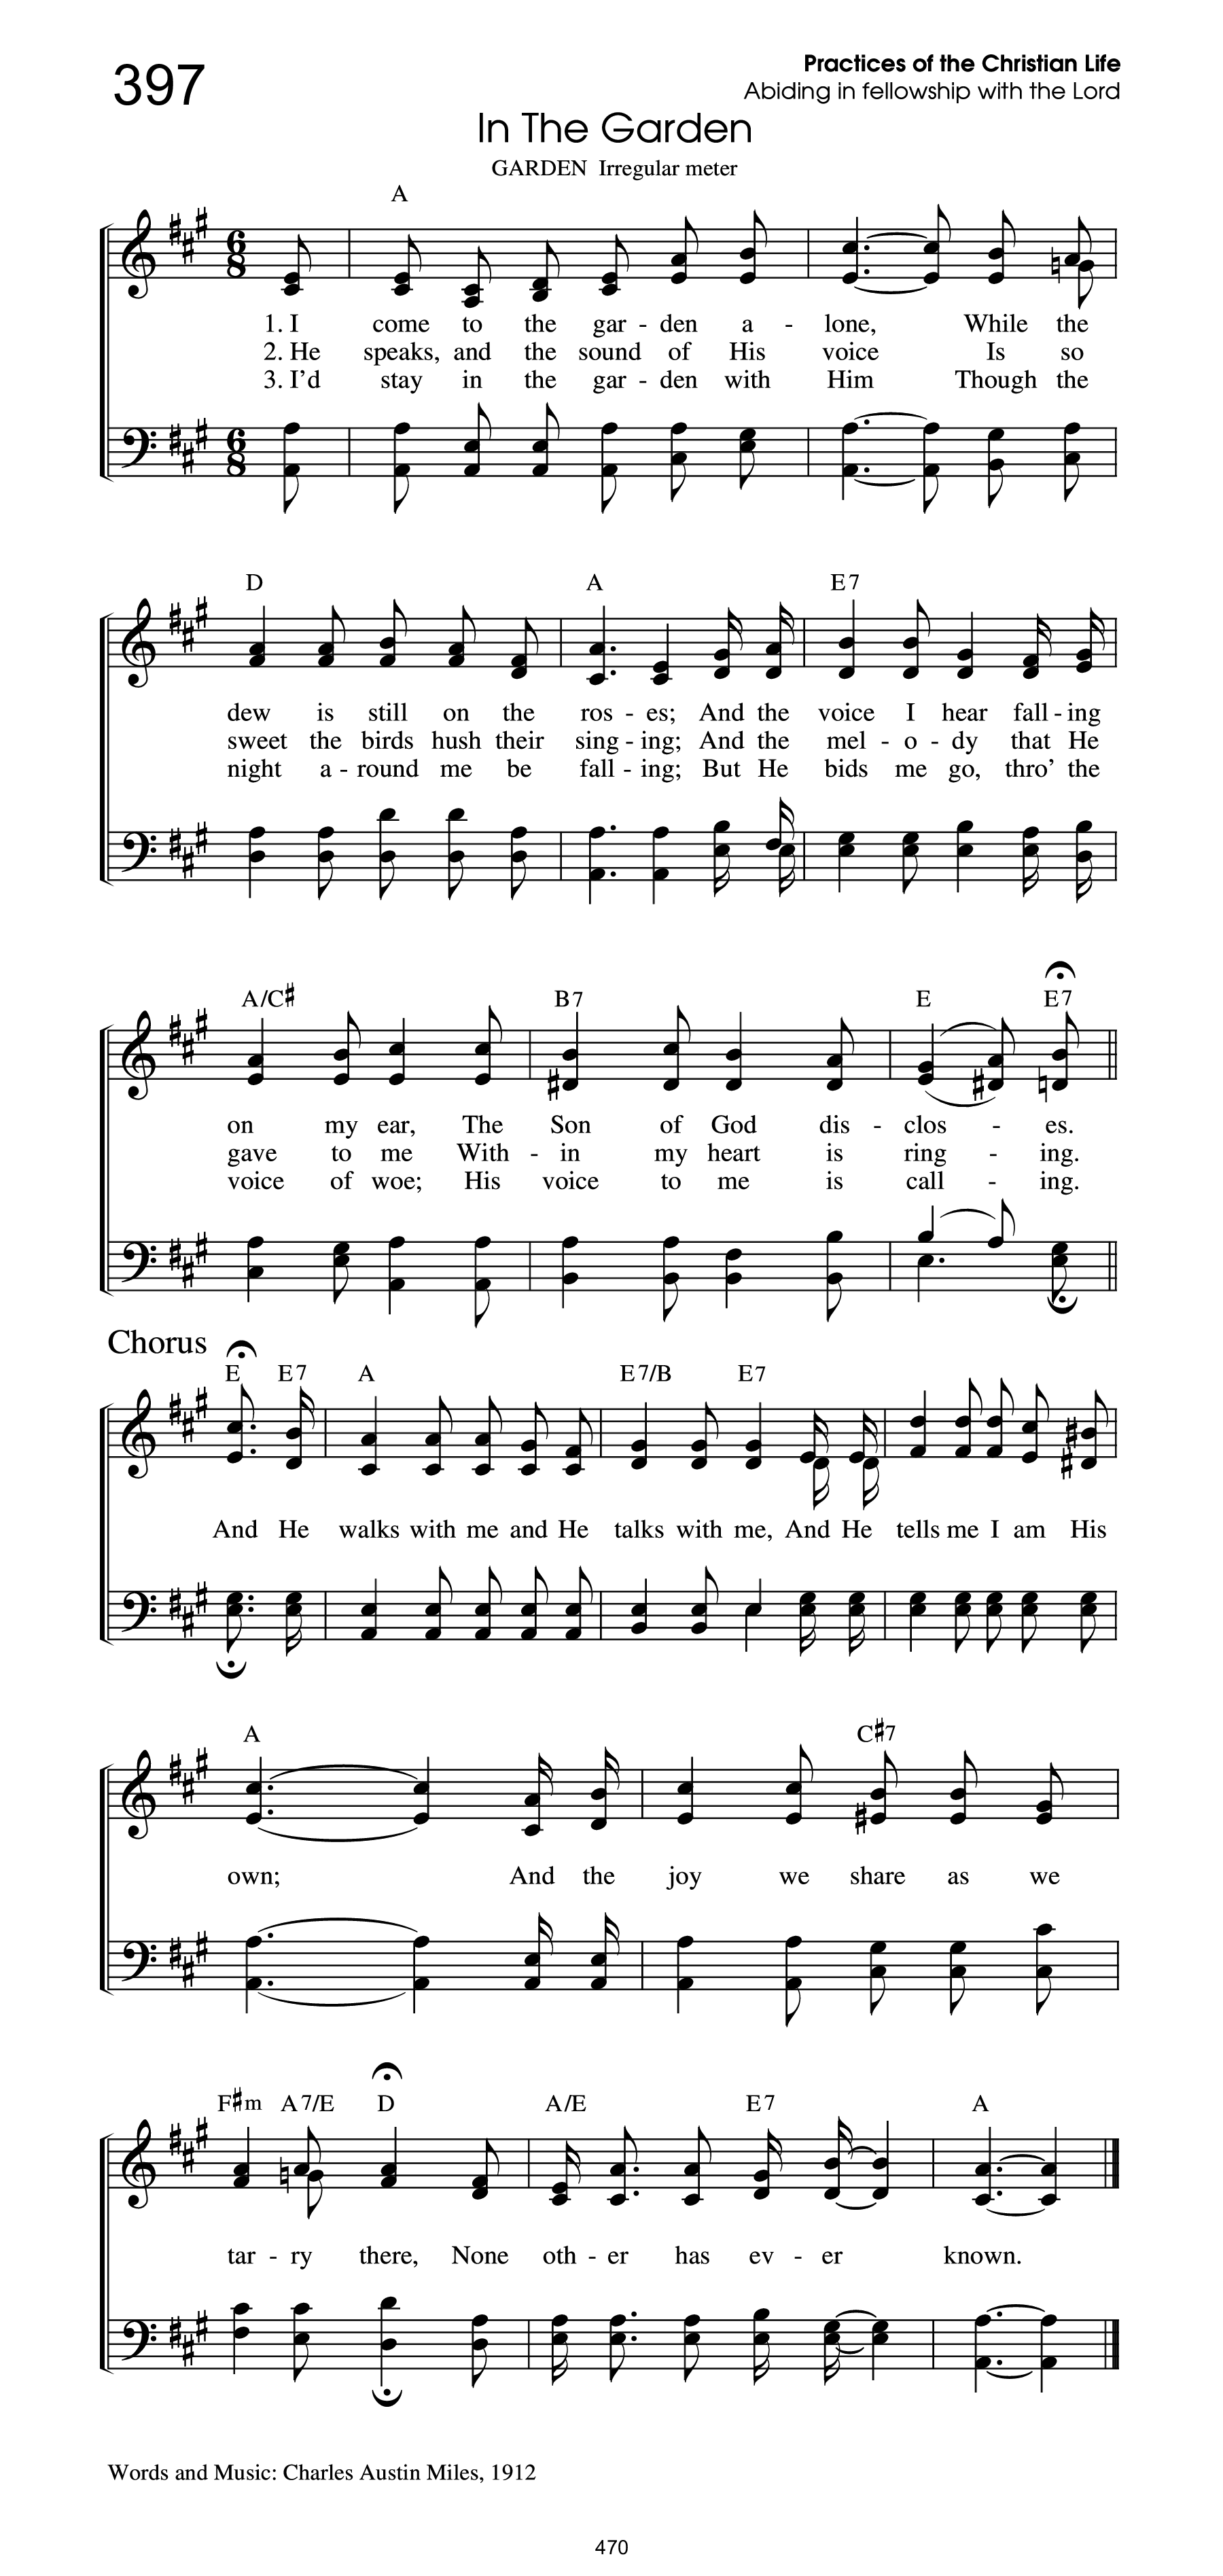 397
Practices of the Christian Life
Abiding in fellowship with the Lord
In The Garden
GARDEN Irregular meter
A
6
8
1. I come to the gar - den a - lone, While the
2. He speaks, and the sound of His voice Is so
3. I'd stay in the gar - den with Him Though the
6
8
D A E7
dew is still on the ros - es; And the voice I hear fall - ing
sweet the birds hush their sing - ing; And the mel - o - dy that He
night a - round me be fall - ing; But He bids me go, thro' the
A/C# B7 E E7
on my ear, The Son of God dis - clos - es.
gave to me With - in my heart is ring - ing.
voice of woe; His voice to me is call - ing.
Chorus
E E7 A E7/B E7
And He walks with me and He talks with me, And He tells me I am His
A C#7
own; And the joy we share as we
F#m A7/E D A/E E7 A
tar - ry there, None oth - er has ev - er known.
Words and Music: Charles Austin Miles, 1912
470